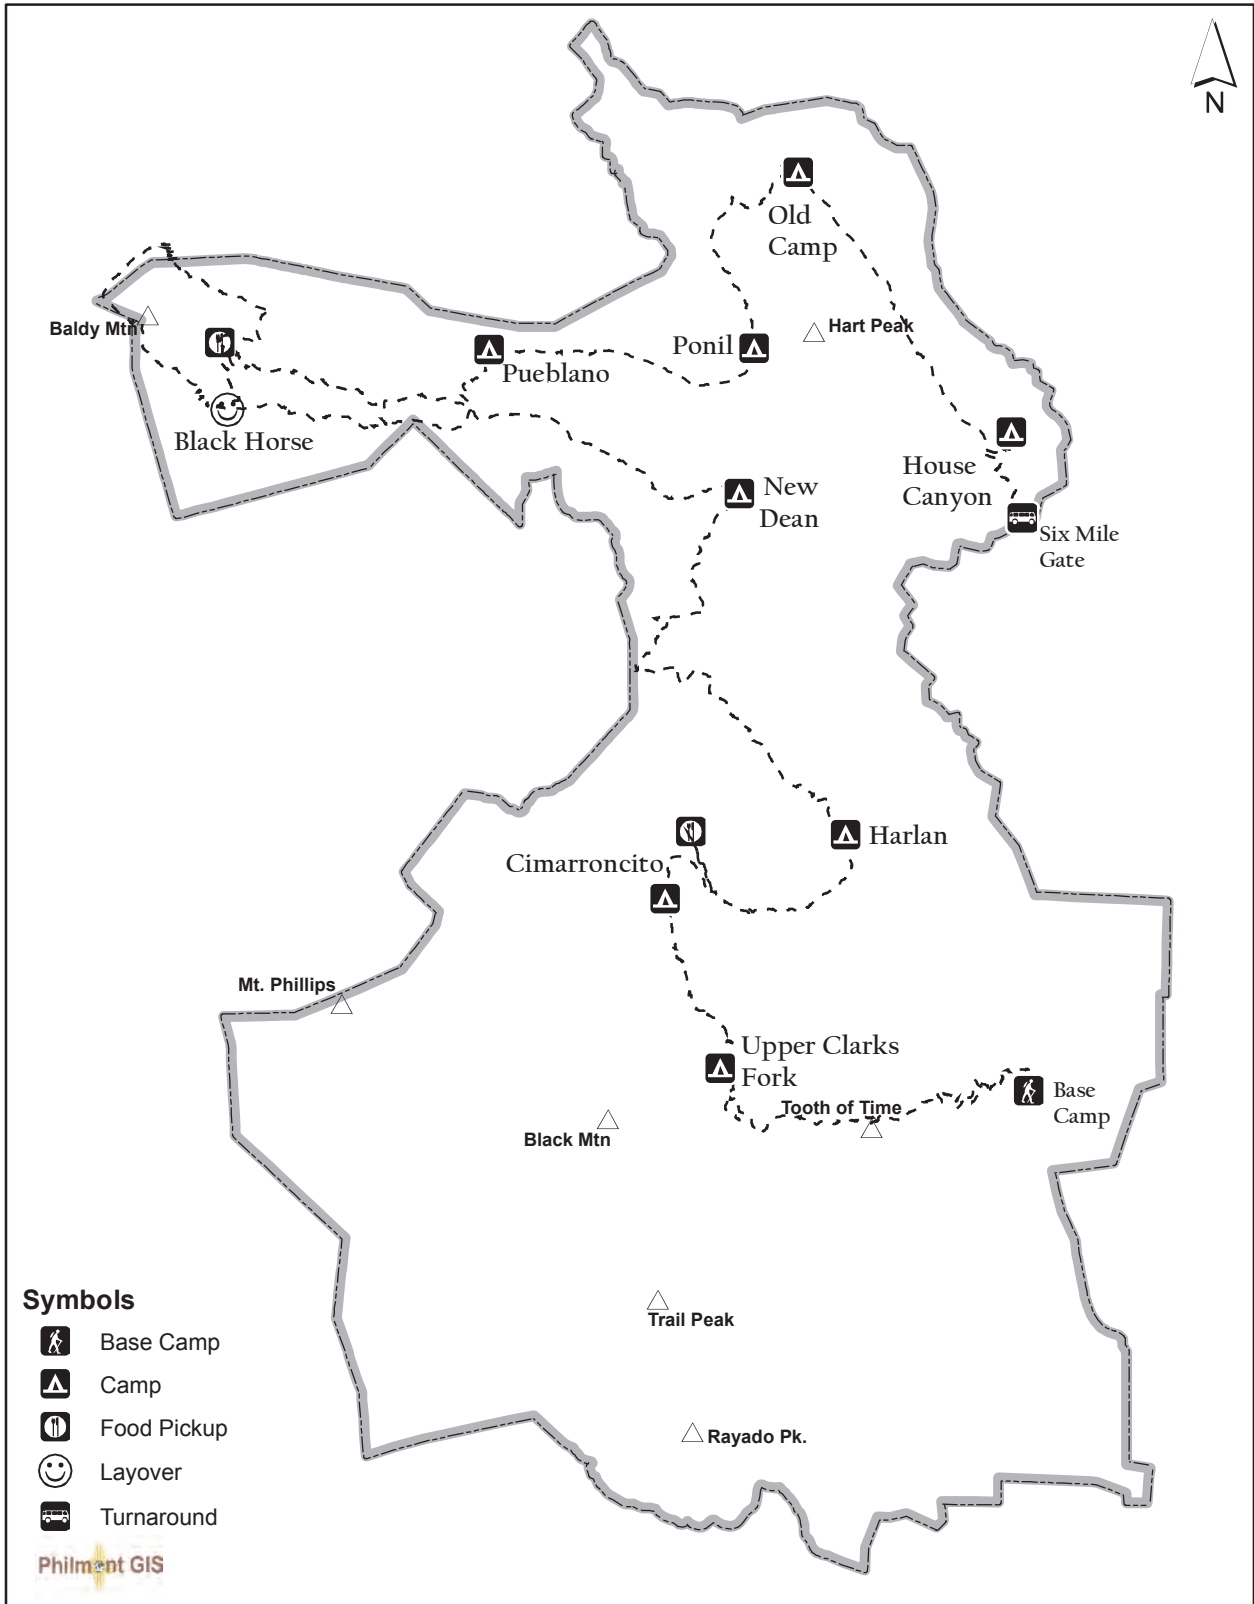 N
Old
Camp
Baldy Mtn
Hart Peak
Ponil
Pueblano
Black Horse
House
Canyon
New
Dean
Six Mile
Gate
Harlan
Cimarroncito
Mt. Phillips
Upper Clarks
Fork
Base
Camp
Tooth of Time
Black Mtn
Trail Peak
Rayado Pk.
Symbols
Base Camp
Camp
Food Pickup
Layover
Turnaround
Philmont GIS